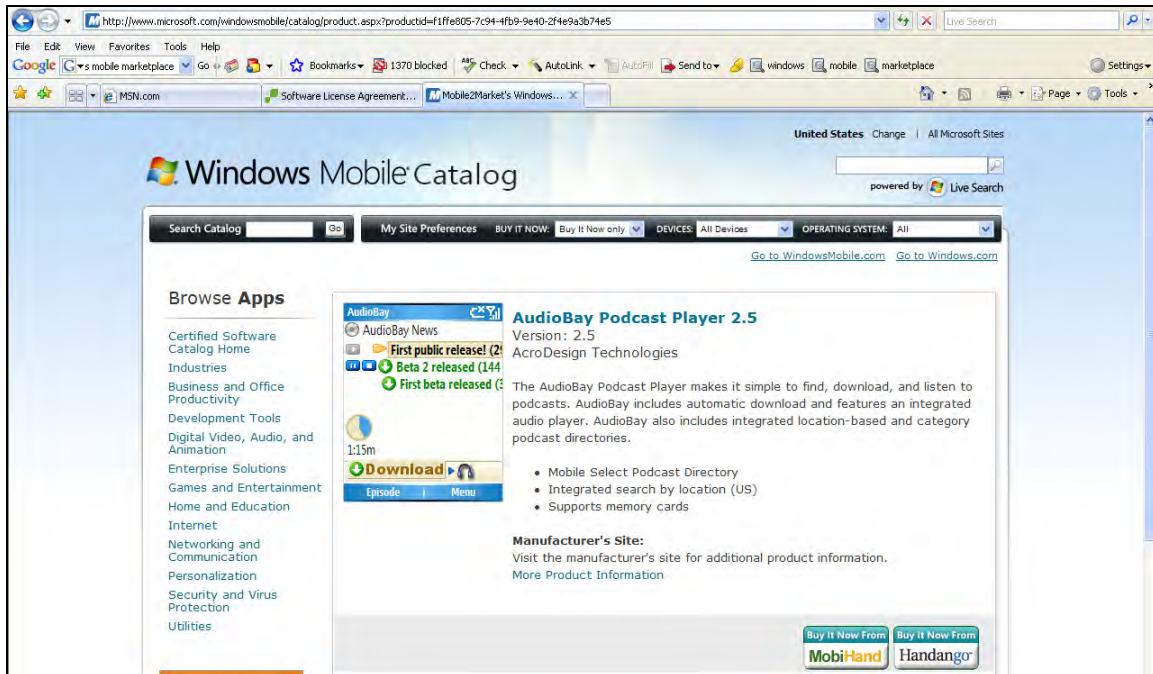 http://www.microsoft.com/windowsmobile/catalog/product.aspx?productid=f1ffe805-7c94-4fb9-9e40-2f4e9a3b74e5
Live Search
File Edit View Favorites Tools Help
Google G s mobile marketplace Go Bookmarks 1370 blocked ABC Check AutoLink AutoFill Send to windows mobile marketplace Settings
MSN.com Software License Agreement... Mobile2Market's Windows... Page Tools
United States Change | All Microsoft Sites
Windows Mobile Catalog
powered by Live Search
Search Catalog Go My Site Preferences BUY IT NOW: Buy It Now only DEVICES: All Devices OPERATING SYSTEM: All
Go to WindowsMobile.com Go to Windows.com
Browse Apps
Certified Software
Catalog Home
Industries
Business and Office
Productivity
Development Tools
Digital Video, Audio, and
Animation
Enterprise Solutions
Games and Entertainment
Home and Education
Internet
Networking and
Communication
Personalization
Security and Virus
Protection
Utilities
AudioBay
AudioBay News
First public release! (2
Beta 2 released (144
First beta released (
1:15m
Download
Episode | Menu
AudioBay Podcast Player 2.5
Version: 2.5
AcroDesign Technologies
The AudioBay Podcast Player makes it simple to find, download, and listen to
podcasts. AudioBay includes automatic download and features an integrated
audio player. AudioBay also includes integrated location-based and category
podcast directories.
• Mobile Select Podcast Directory
• Integrated search by location (US)
• Supports memory cards
Manufacturer's Site:
Visit the manufacturer's site for additional product information.
More Product Information
Buy It Now From
MobiHand
Buy It Now From
Handango